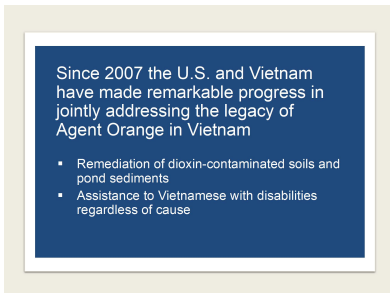 Since 2007 the U.S. and Vietnam
have made remarkable progress in
jointly addressing the legacy of
Agent Orange in Vietnam
▪ Remediation of dioxin-contaminated soils and
pond sediments
▪ Assistance to Vietnamese with disabilities
regardless of cause